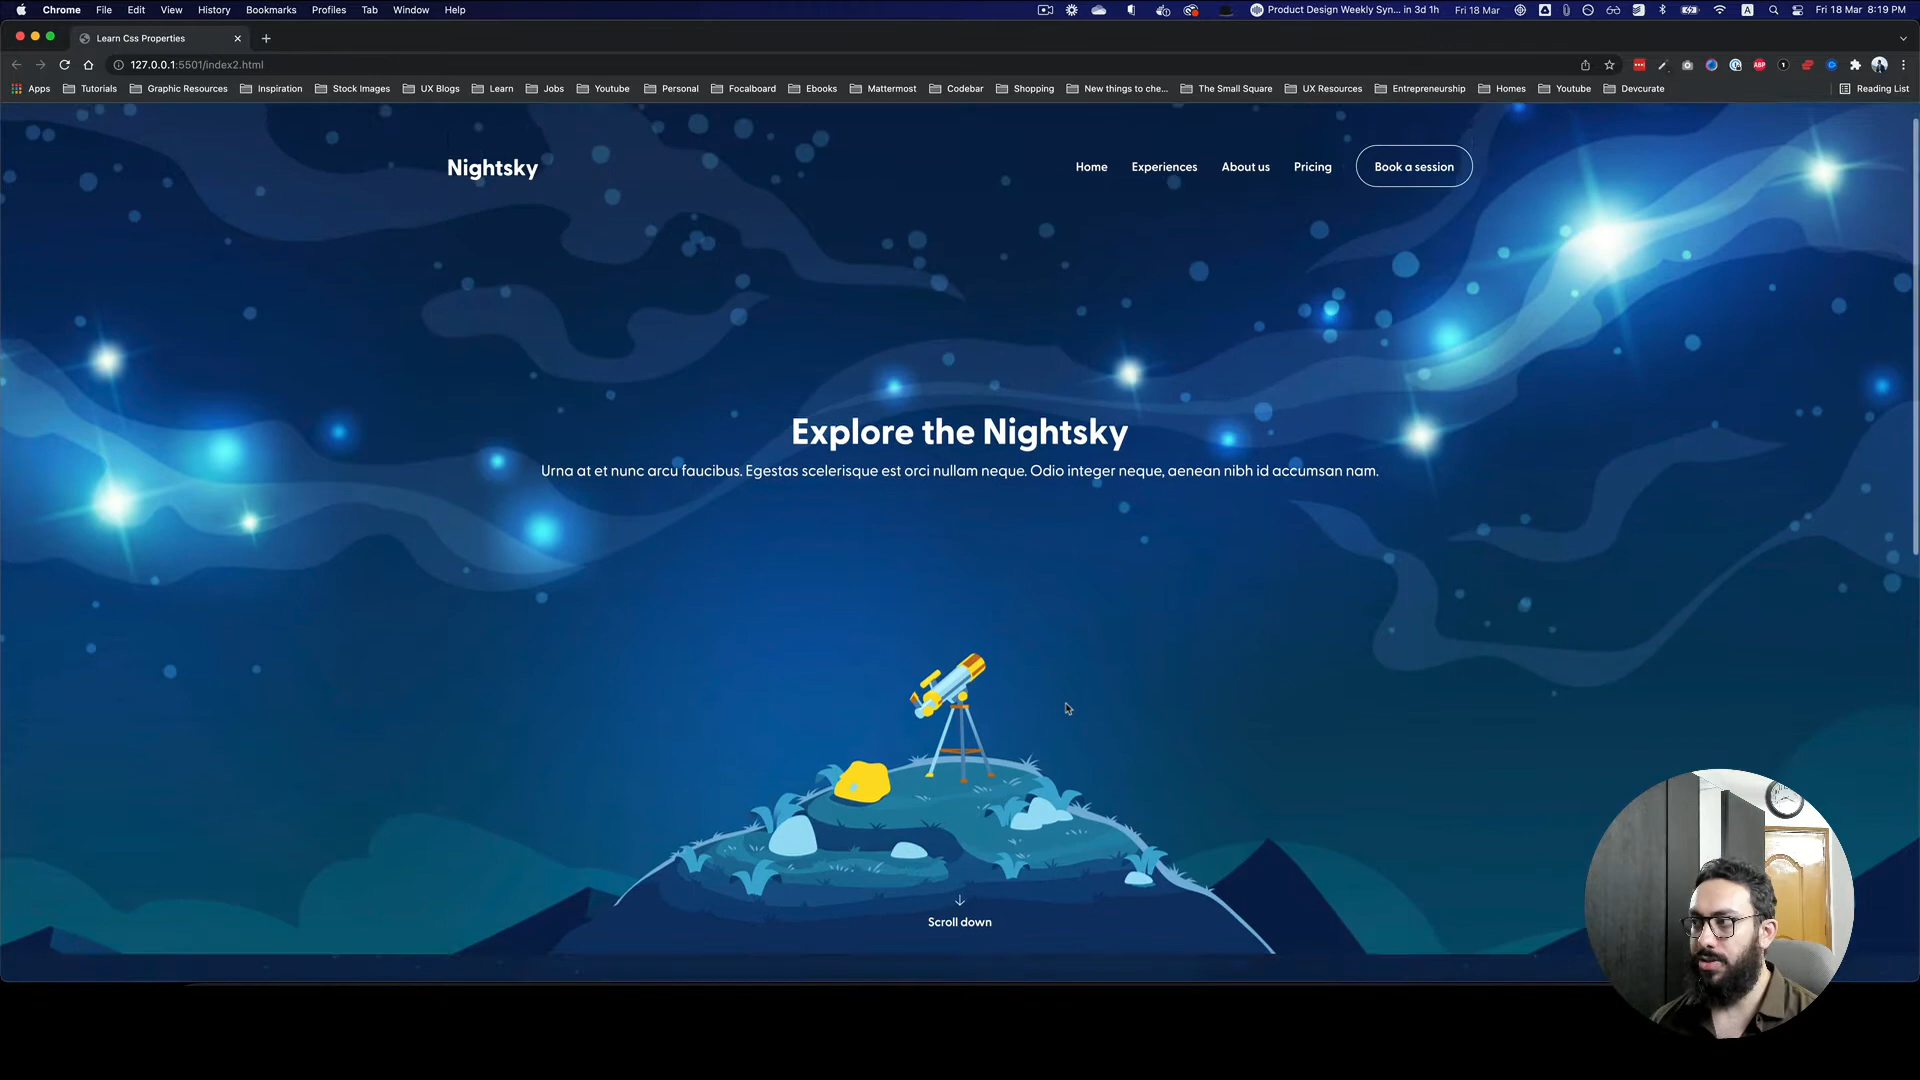 Chrome File Edit View History Bookmarks Profiles Tab Window Help Product Design Weekly Syn... in 3d 1h Fri 18 Mar A Fri 18 Mar 8:19 PM
Learn Css Properties
127.0.0.1:5501/index2.html
Apps Tutorials Graphic Resources Inspiration Stock Images UX Blogs Learn Jobs Youtube Personal Focalboard Ebooks Mattermost Codebar Shopping New things to che... The Small Square UX Resources Entrepreneurship Homes Youtube Devcurate Reading List
Nightsky Home Experiences About us Pricing Book a session
Explore the Nightsky
Urna at et nunc arcu faucibus. Egestas scelerisque est orci nullam neque. Odio integer neque, aenean nibh id accumsan nam.
Scroll down